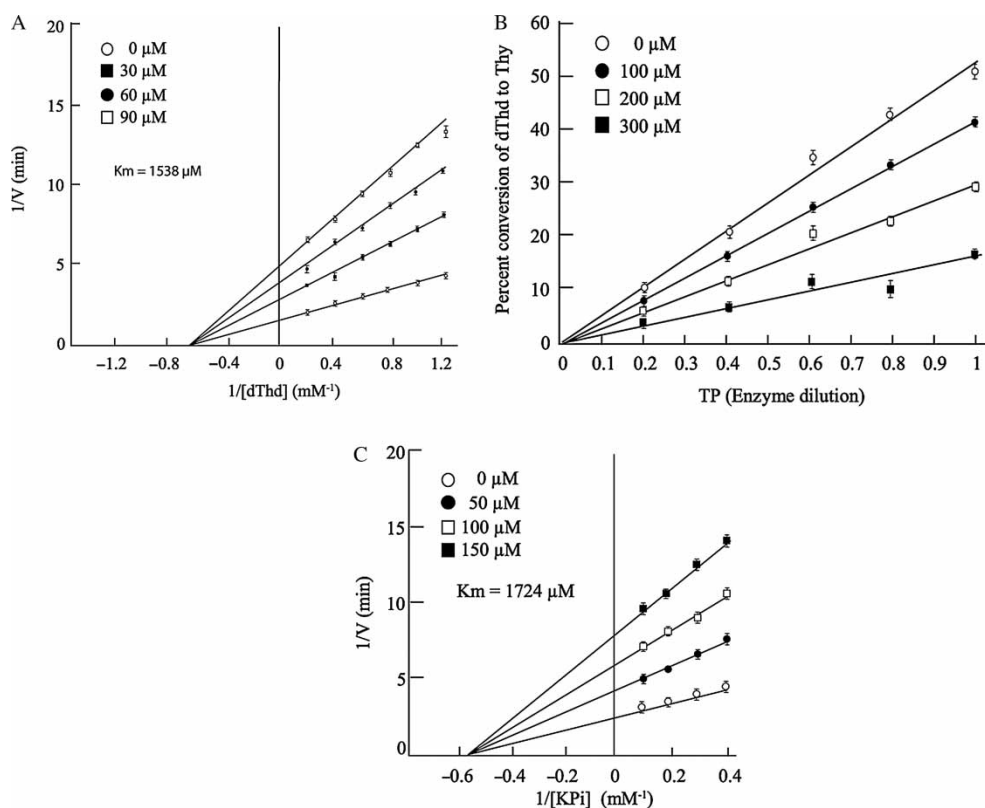 A
0 µM
30 µM
60 µM
90 µM
Km = 1538 µM
1/V (min)
20
15
10
5
0
−1.2 −0.8 −0.4 0 0.4 0.8 1.2
1/[dThd] (mM⁻¹)
B
0 µM
100 µM
200 µM
300 µM
Percent conversion of dThd to Thy
60
50
40
30
20
10
0
0 0.1 0.2 0.3 0.4 0.5 0.6 0.7 0.8 0.9 1
TP (Enzyme dilution)
C
0 µM
50 µM
100 µM
150 µM
Km = 1724 µM
1/V (min)
20
15
10
5
0
−0.6 −0.4 −0.2 0 0.2 0.4
1/[KPi] (mM⁻¹)